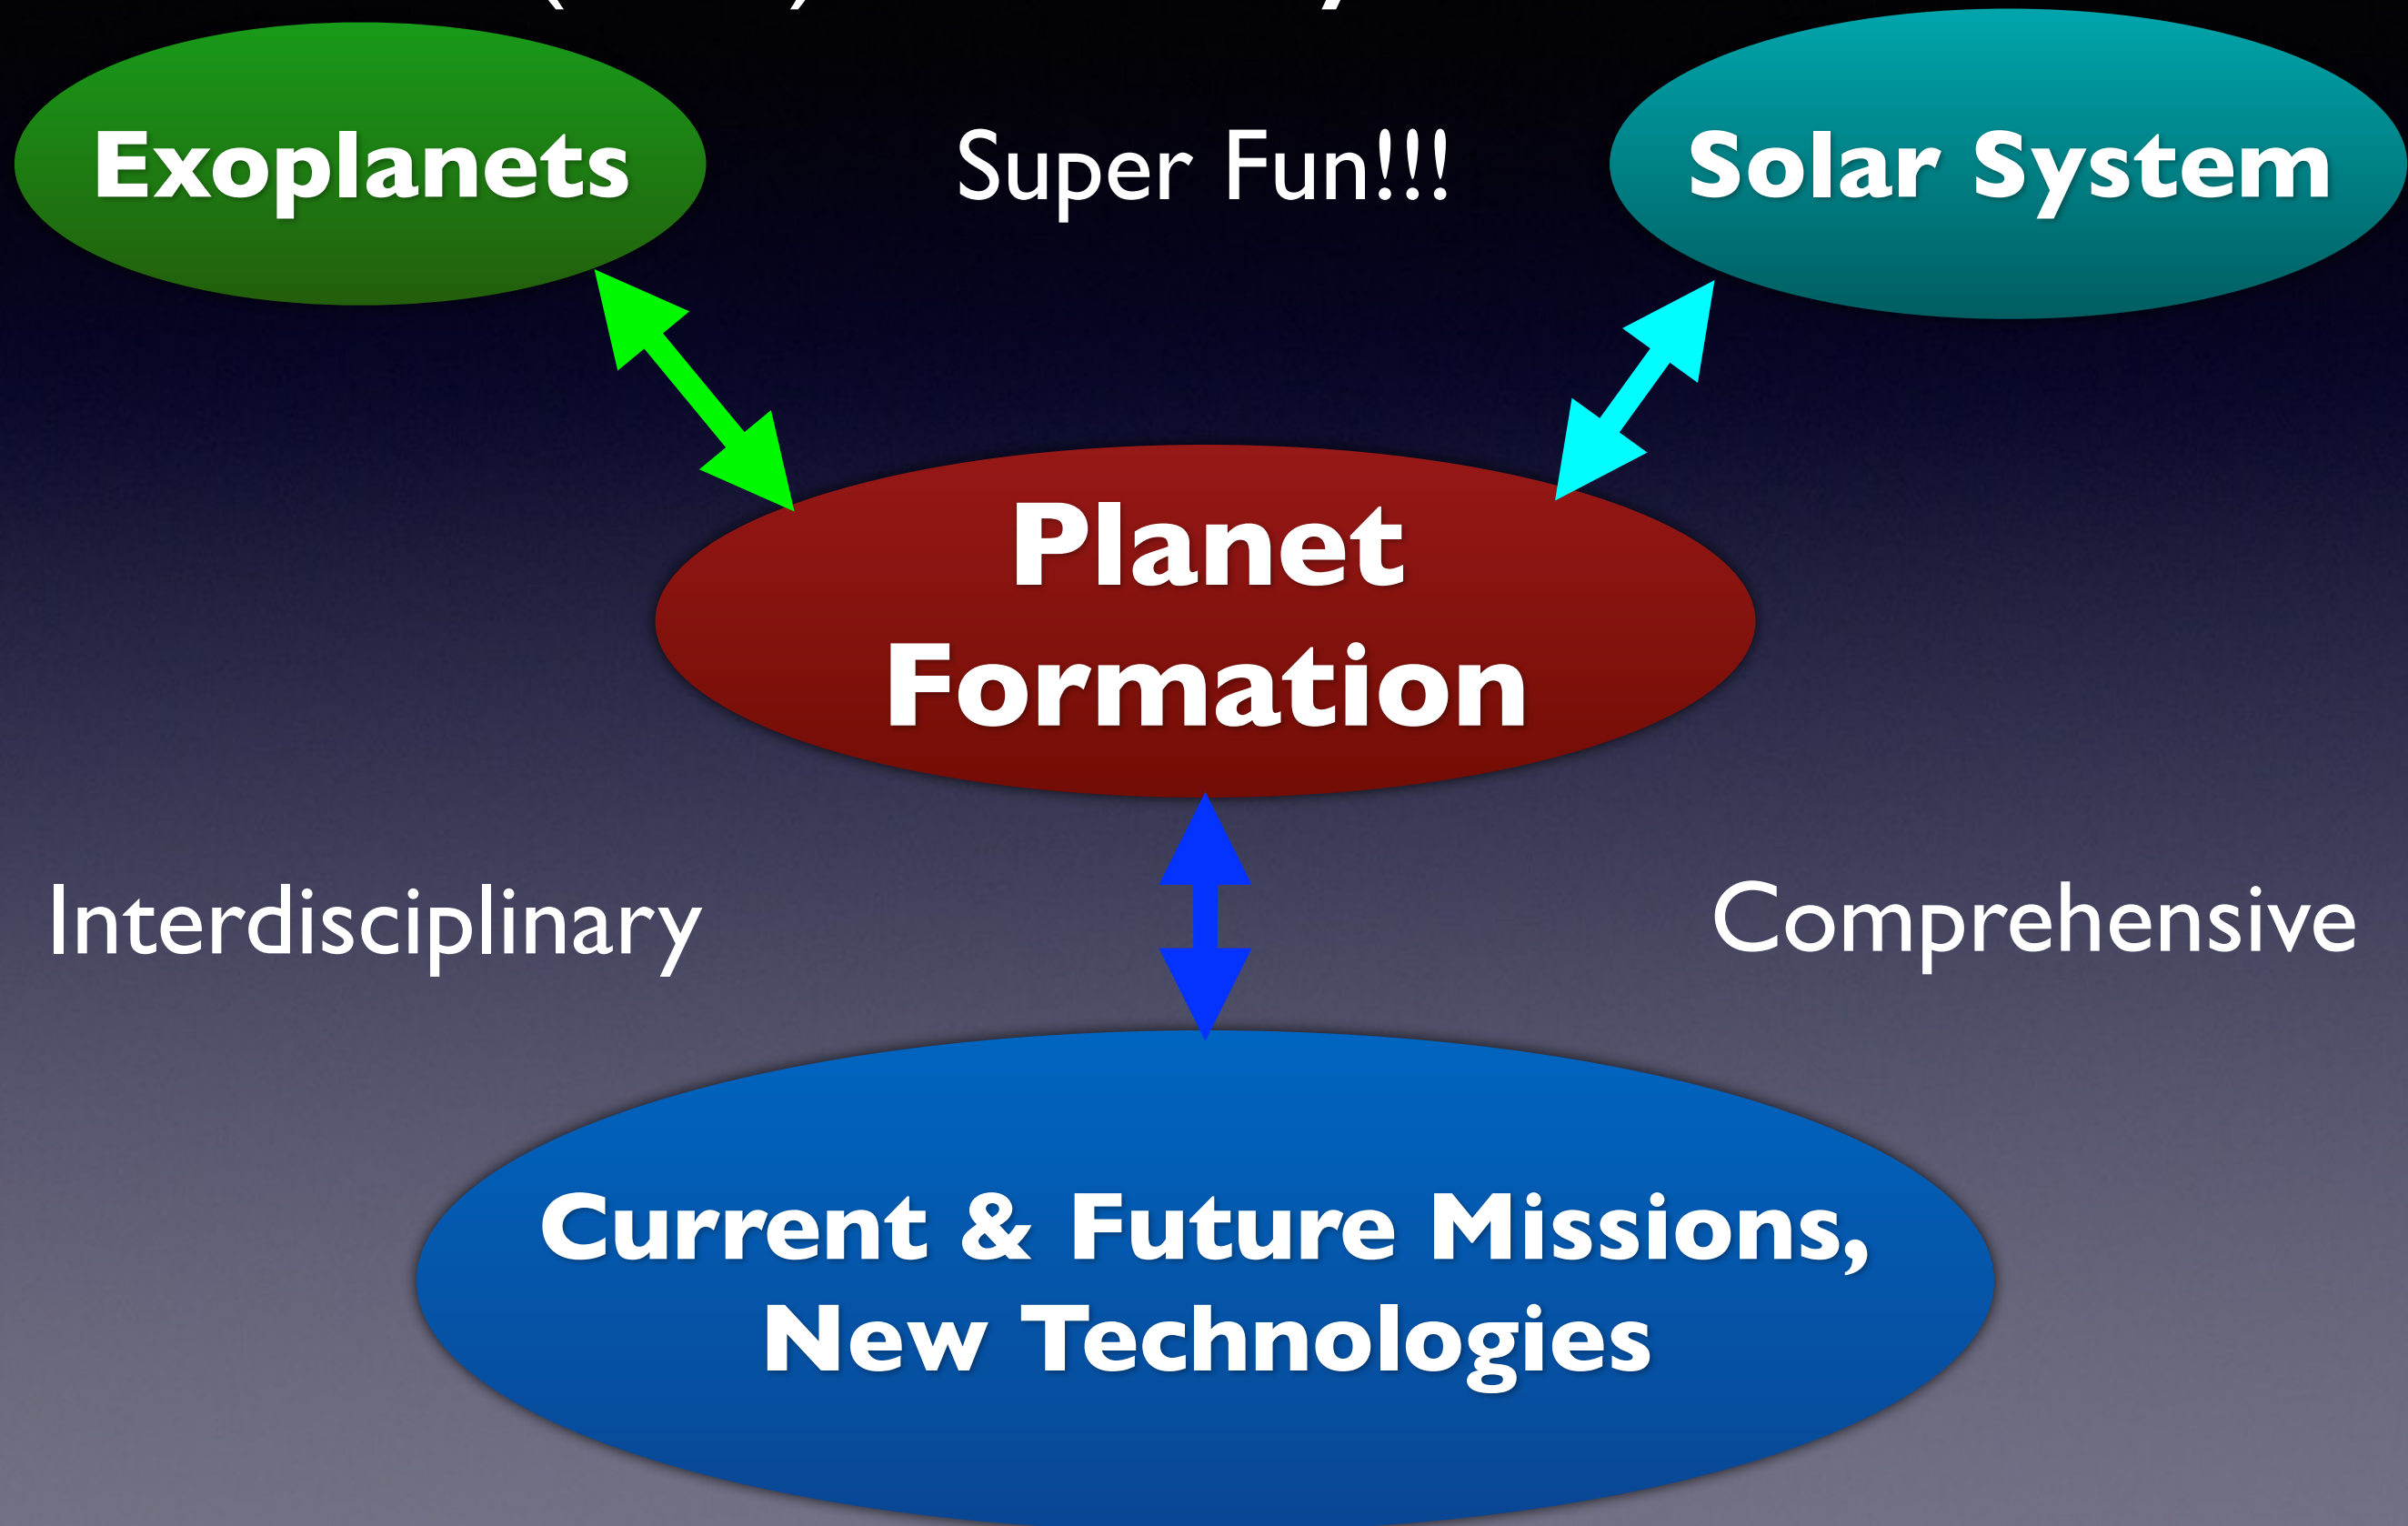 Exoplanets
Super Fun!!!
Solar System
Planet
Formation
Interdisciplinary
Comprehensive
Current & Future Missions,
New Technologies